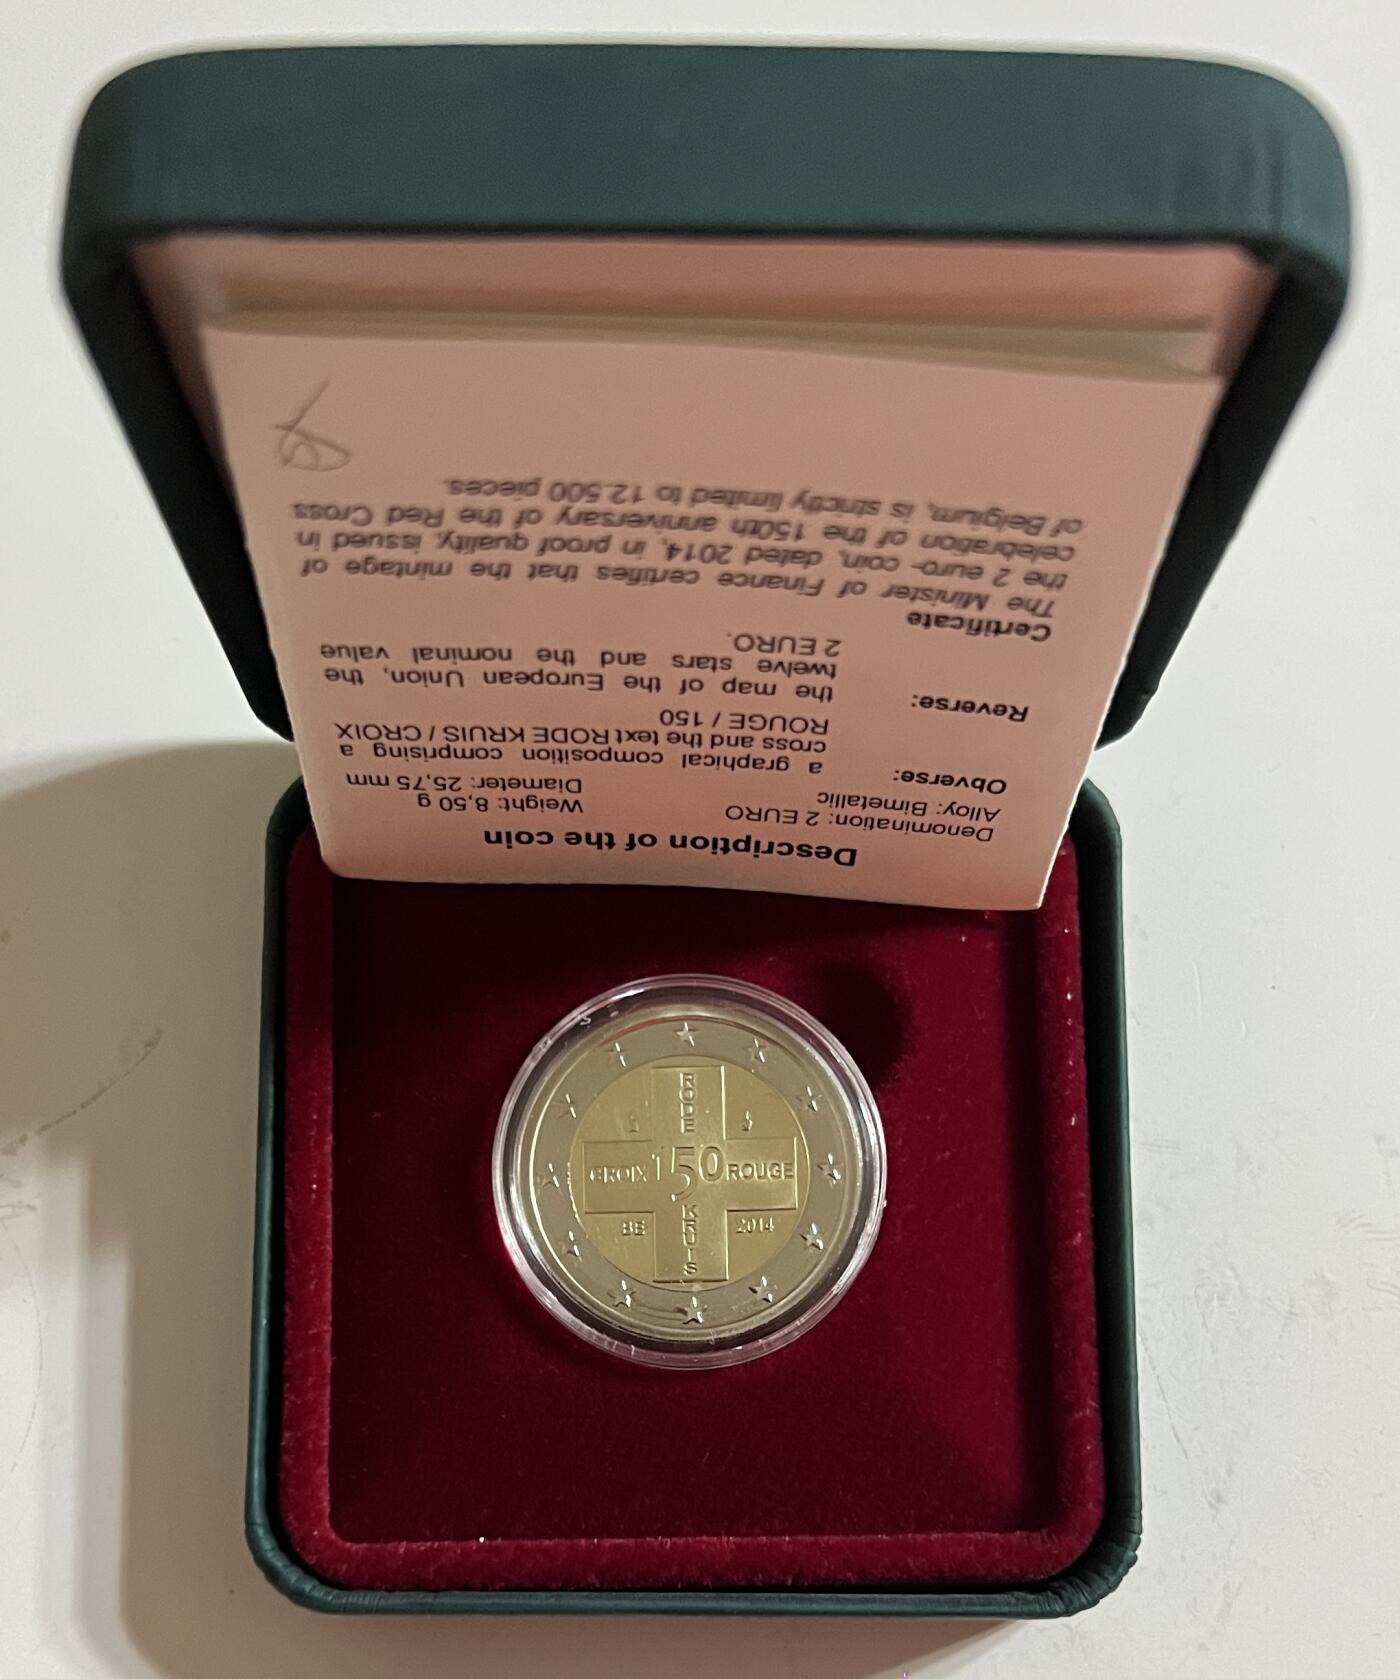 Description of the coin
Denomination: 2 EURO Weight: 8,50 g
Alloy: Bimetallic Diameter: 25,75 mm
Obverse: a graphical composition comprising a
cross and the text RODE KRUIS / CROIX
ROUGE / 150
Reverse: the map of the European Union, the
twelve stars and the nominal value
2 EURO.
Certificate
The Minister of Finance certifies that the mintage of
the 2 euro- coin, dated 2014, in proof quality, issued in
celebration of the 150th anniversary of the Red Cross
of Belgium, is strictly limited to 12.500 pieces.
RODE
CROIX 150 ROUGE
KRUIS
BE 2014